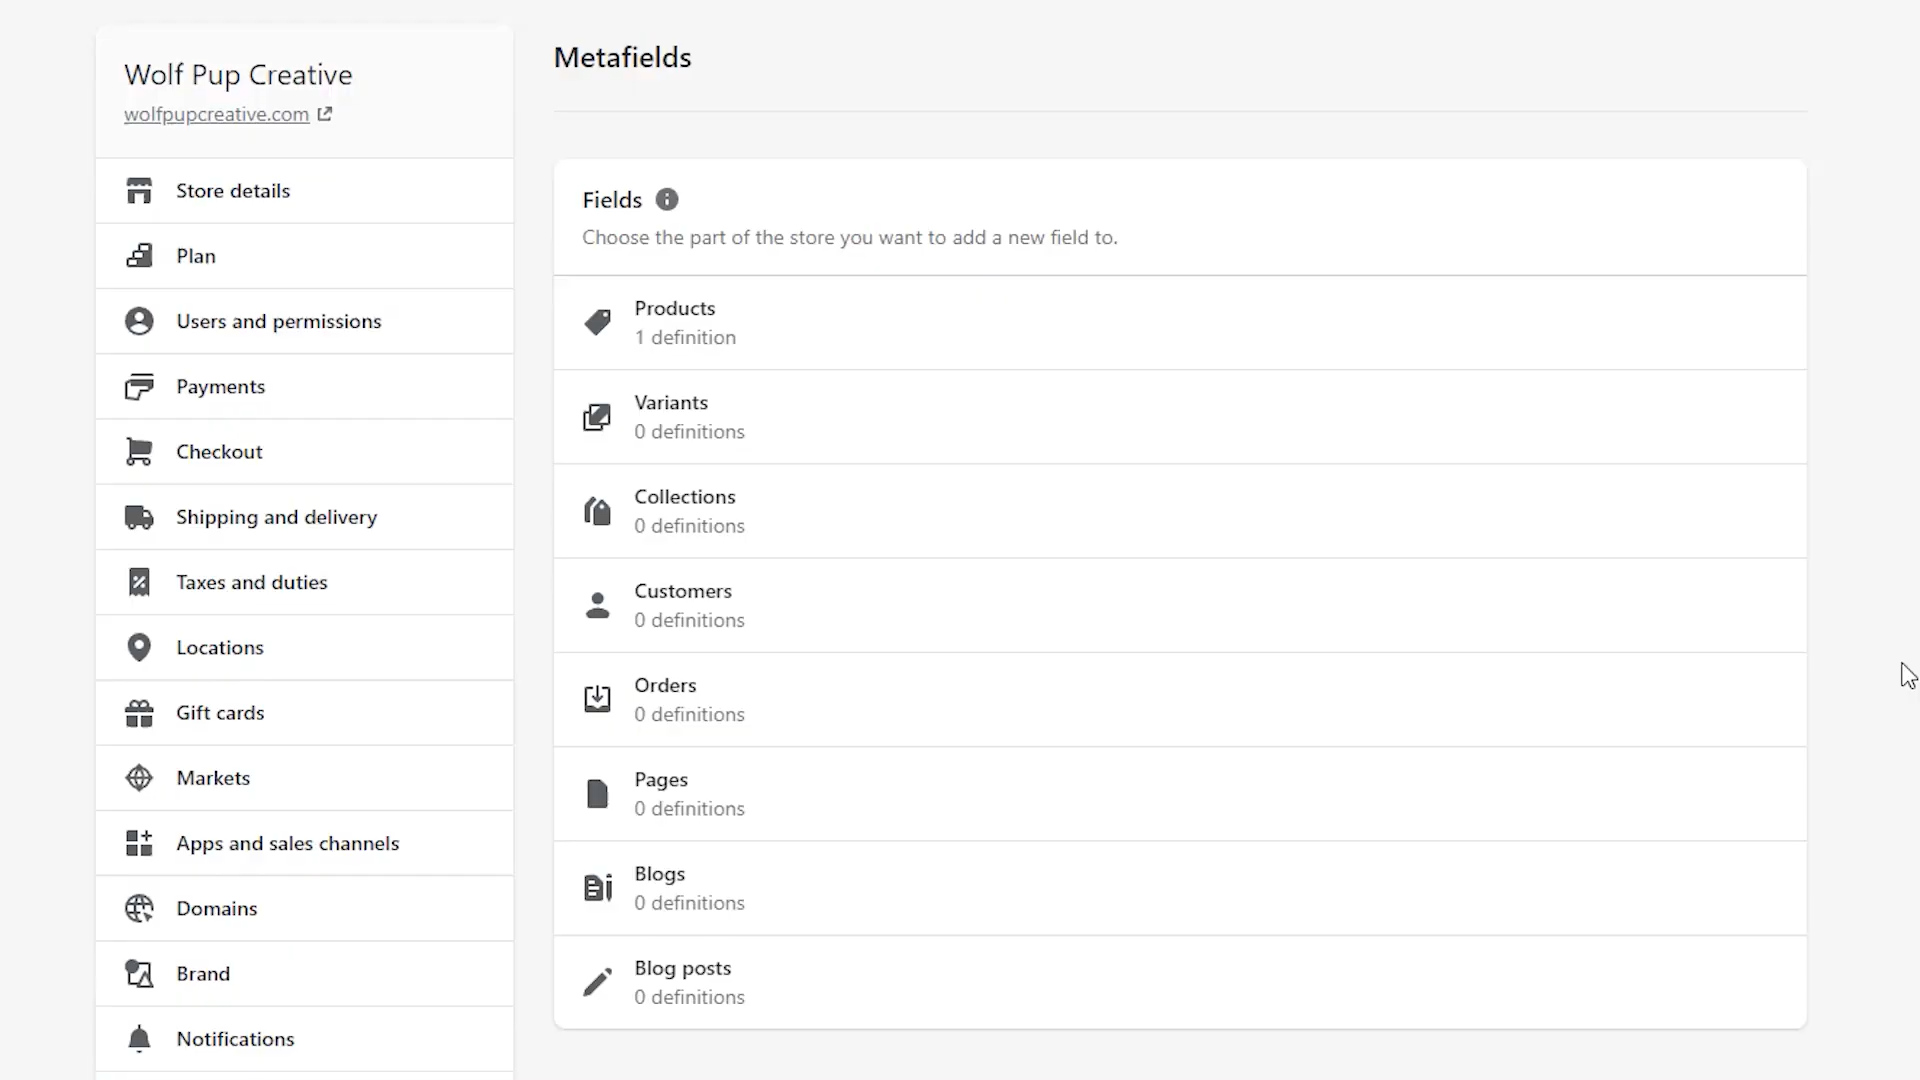 Wolf Pup Creative
wolfpupcreative.com
Store details
Plan
Users and permissions
Payments
Checkout
Shipping and delivery
Taxes and duties
Locations
Gift cards
Markets
Apps and sales channels
Domains
Brand
Notifications
Metafields
Fields
Choose the part of the store you want to add a new field to.
Products
1 definition
Variants
0 definitions
Collections
0 definitions
Customers
0 definitions
Orders
0 definitions
Pages
0 definitions
Blogs
0 definitions
Blog posts
0 definitions